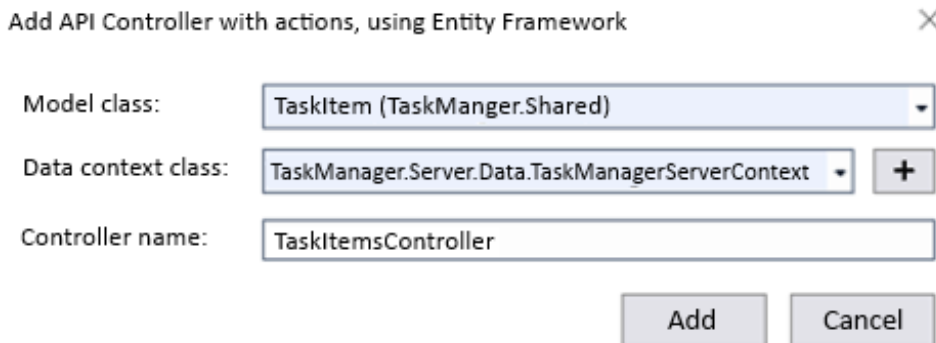 Add API Controller with actions, using Entity Framework
Model class: TaskItem (TaskManger.Shared)
Data context class: TaskManager.Server.Data.TaskManagerServerContext +
Controller name: TaskItemsController
Add Cancel